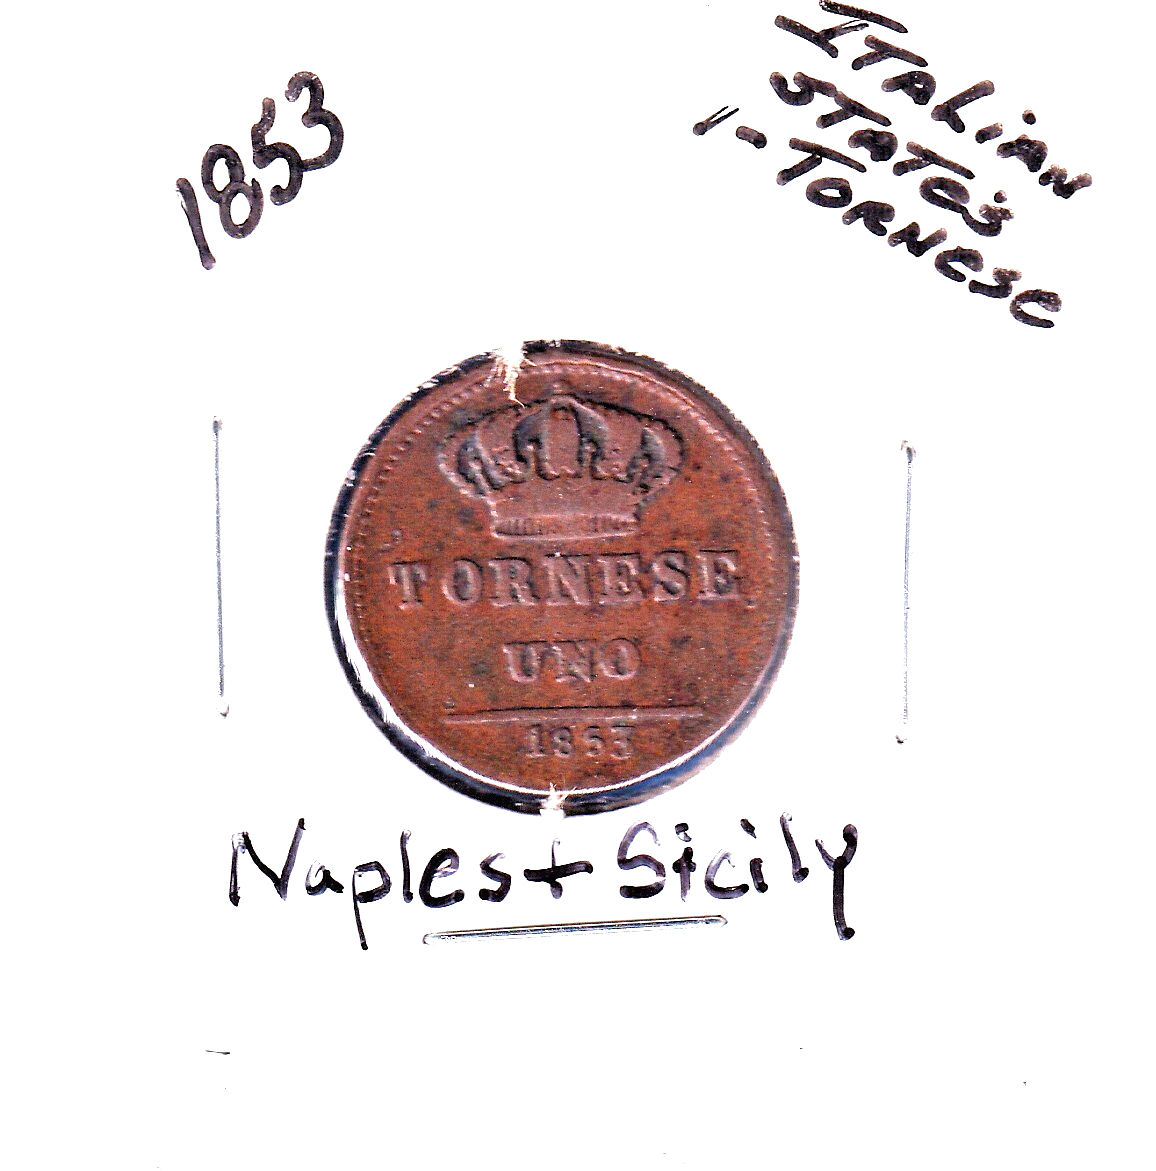 1853
ITALIAN
STATES
1-TORNESE
TORNESE
UNO
1853
Naples + Sicily